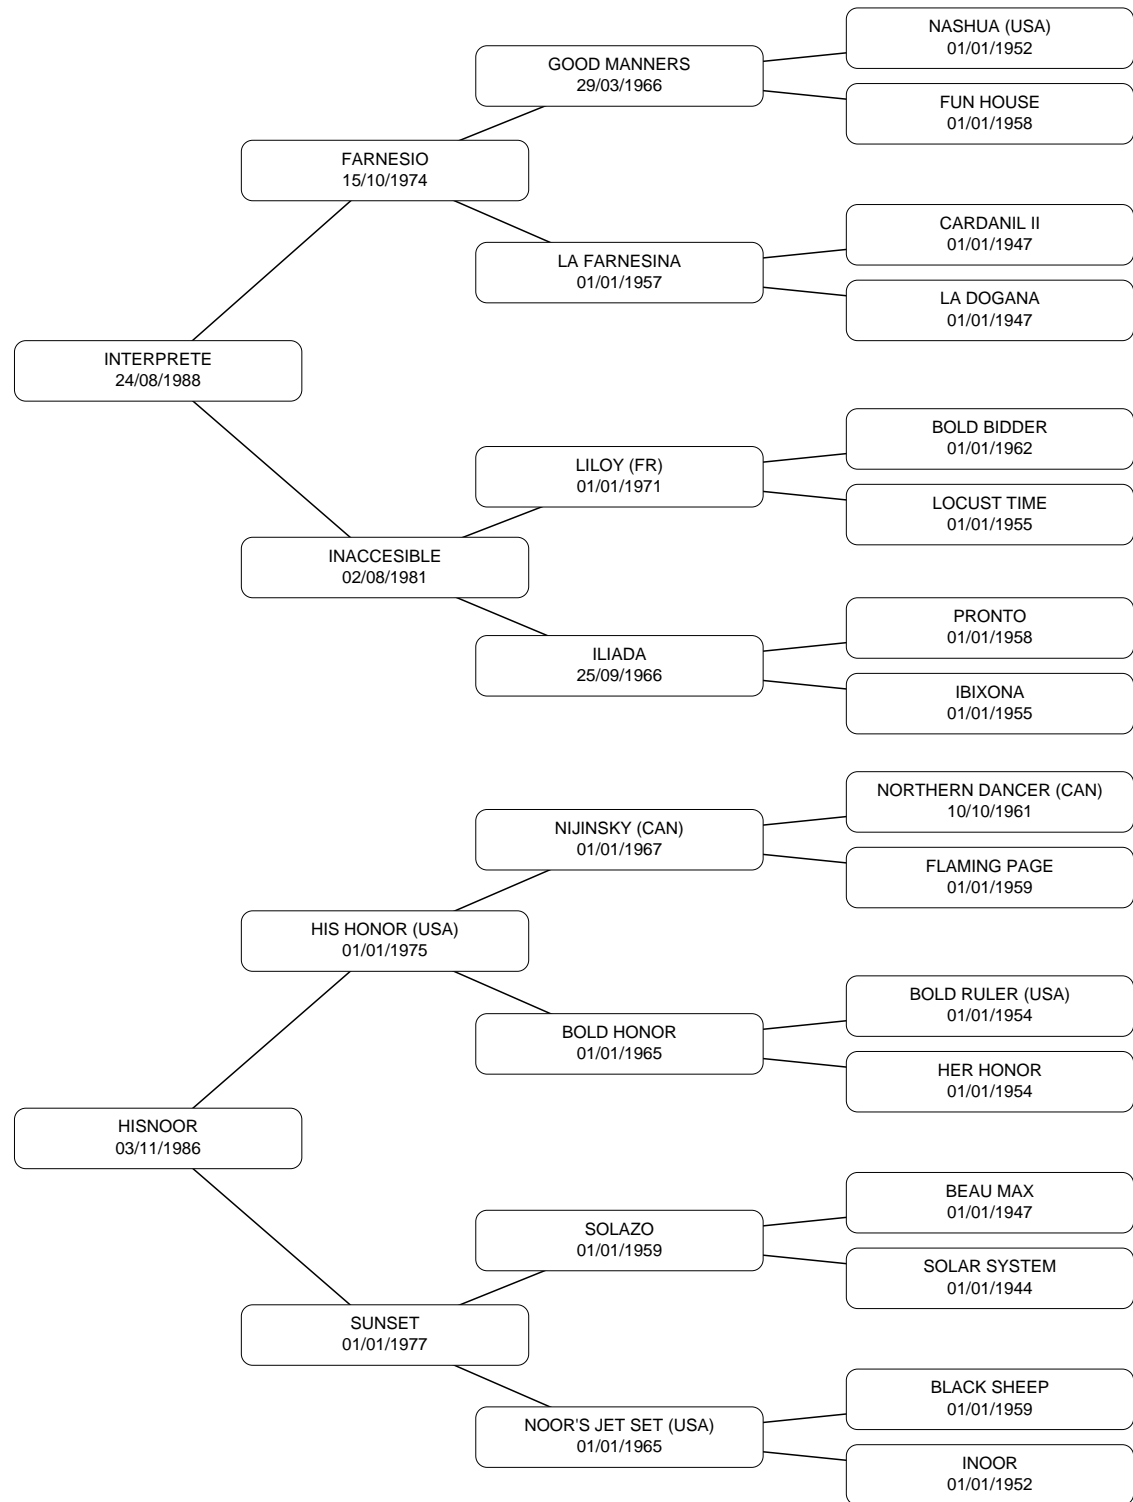 NASHUA (USA)
01/01/1952
GOOD MANNERS
29/03/1966
FUN HOUSE
01/01/1958
FARNESIO
15/10/1974
CARDANIL II
01/01/1947
LA FARNESINA
01/01/1957
LA DOGANA
01/01/1947
INTERPRETE
24/08/1988
BOLD BIDDER
01/01/1962
LILOY (FR)
01/01/1971
LOCUST TIME
01/01/1955
INACCESIBLE
02/08/1981
PRONTO
01/01/1958
ILIADA
25/09/1966
IBIXONA
01/01/1955
NORTHERN DANCER (CAN)
10/10/1961
NIJINSKY (CAN)
01/01/1967
FLAMING PAGE
01/01/1959
HIS HONOR (USA)
01/01/1975
BOLD RULER (USA)
01/01/1954
BOLD HONOR
01/01/1965
HER HONOR
01/01/1954
HISNOOR
03/11/1986
BEAU MAX
01/01/1947
SOLAZO
01/01/1959
SOLAR SYSTEM
01/01/1944
SUNSET
01/01/1977
BLACK SHEEP
01/01/1959
NOOR'S JET SET (USA)
01/01/1965
INOOR
01/01/1952